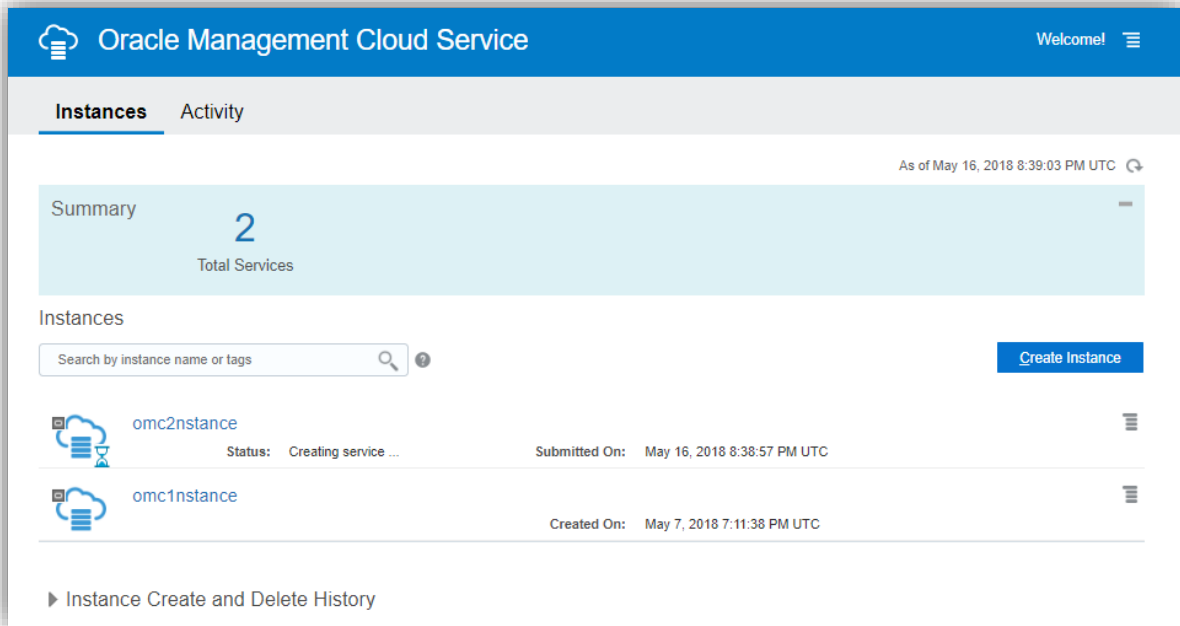 Oracle Management Cloud Service
Welcome!
Instances Activity
As of May 16, 2018 8:39:03 PM UTC
Summary
2
Total Services
Instances
Search by instance name or tags
?
Create Instance
omc2nstance
Status: Creating service ... Submitted On: May 16, 2018 8:38:57 PM UTC
omc1nstance
Created On: May 7, 2018 7:11:38 PM UTC
Instance Create and Delete History